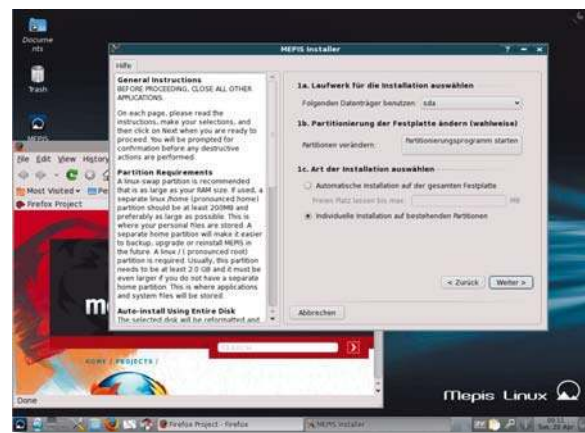 Docume
nts
Trash
MEPIS
MEPIS Installer
Hilfe
General Instructions
BEFORE PROCEEDING, CLOSE ALL OTHER
APPLICATIONS.
On each page, please read the
instructions, make your selections, and
then click on Next when you are ready to
proceed. You will be prompted for
confirmation before any destructive
actions are performed.
Partition Requirements
A linux-swap partition is recommended
that is as large as your RAM size. If used, a
separate linux /home (pronounced home)
partition should be at least 200MB and
preferably as large as possible. This is
where your personal files are stored. A
separate home partition will make it easier
to backup, upgrade or reinstall MEPIS in
the future. A linux / ( pronounced root)
partition is required. Usually, this partition
needs to be at least 2.0 GB and it must be
even larger if you do not have a separate
home partition. This is where applications
and system files will be stored.
Auto-install Using Entire Disk
The selected disk will be reformatted and
1a. Laufwerk für die Installation auswählen
Folgenden Datenträger benutzen: sda
1b. Partitionierung der Festplatte ändern (wahlweise)
Partitionen verändern:
Partitionierungsprogramm starten
1c. Art der Installation auswählen
Automatische Installation auf der gesamten Festplatte
Freien Platz lassen bis max:
MB
Individuelle Installation auf bestehenden Partitionen
< Zurück
Weiter >
Abbrechen
File Edit View History
Most Visited
Pe
Firefox Project
m
HOME / PROJECTS /
Done
Mepis Linux
Firefox Project - Firefox
MEPIS Installer